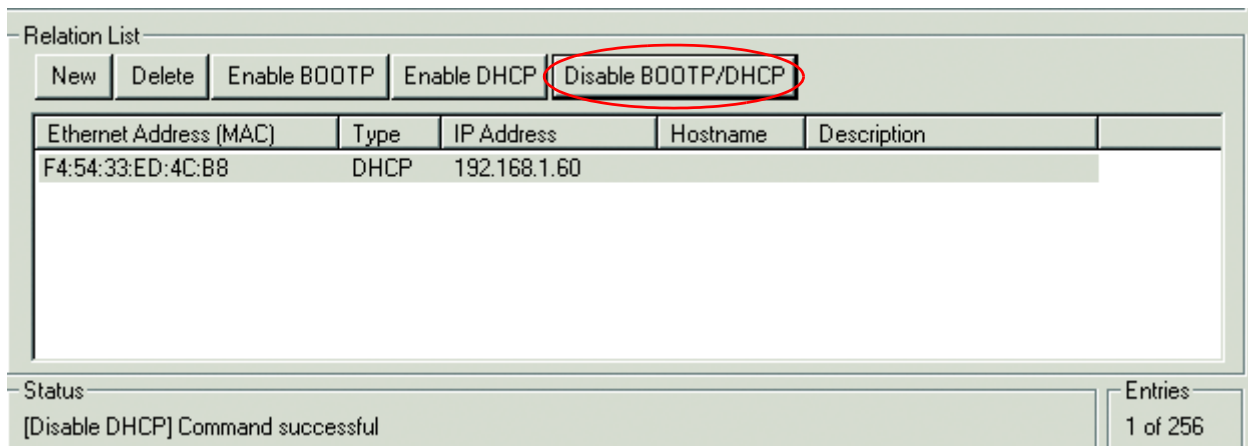 Relation List
New Delete Enable BOOTP Enable DHCP Disable BOOTP/DHCP
Ethernet Address (MAC) Type IP Address Hostname Description
F4:54:33:ED:4C:B8 DHCP 192.168.1.60
Status
[Disable DHCP] Command successful
Entries
1 of 256